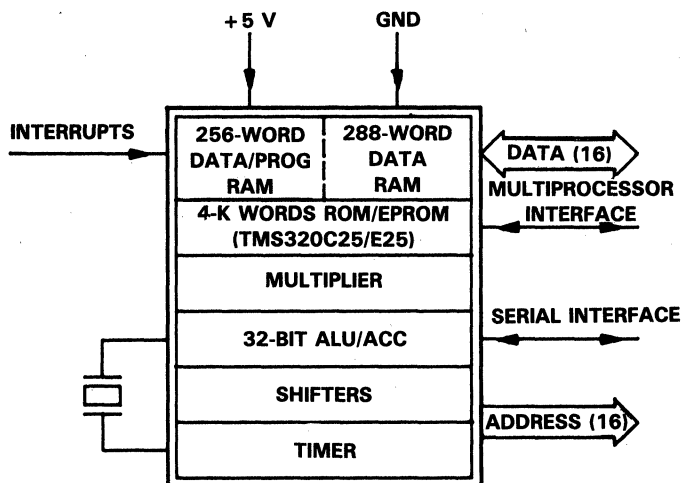 +5 V
GND
INTERRUPTS
256-WORD
DATA/PROG
RAM
288-WORD
DATA
RAM
DATA (16)
MULTIPROCESSOR
INTERFACE
4-K WORDS ROM/EPROM
(TMS320C25/E25)
MULTIPLIER
SERIAL INTERFACE
32-BIT ALU/ACC
SHIFTERS
ADDRESS (16)
TIMER